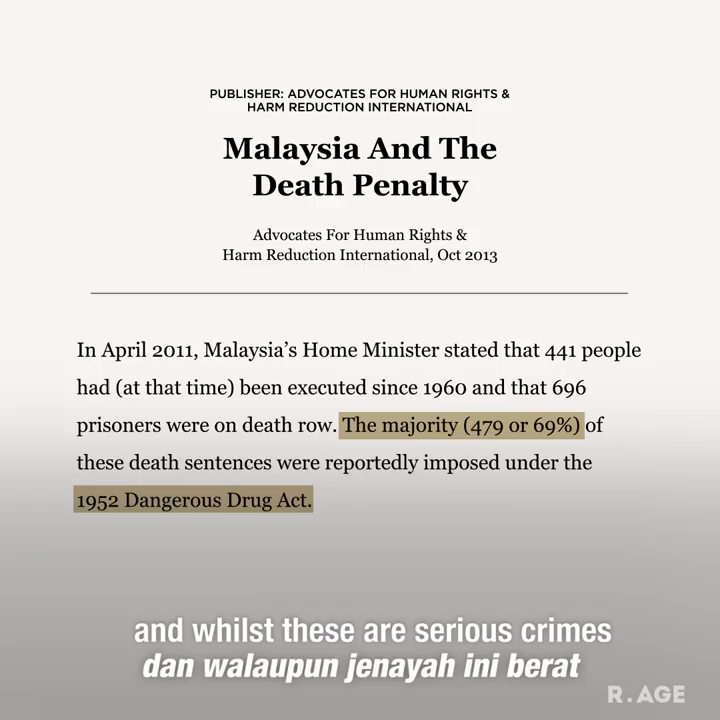 PUBLISHER: ADVOCATES FOR HUMAN RIGHTS &
HARM REDUCTION INTERNATIONAL
Malaysia And The
Death Penalty
Advocates For Human Rights &
Harm Reduction International, Oct 2013
In April 2011, Malaysia’s Home Minister stated that 441 people
had (at that time) been executed since 1960 and that 696
prisoners were on death row. The majority (479 or 69%) of
these death sentences were reportedly imposed under the
1952 Dangerous Drug Act.
and whilst these are serious crimes
dan walaupun jenayah ini berat
R.AGE